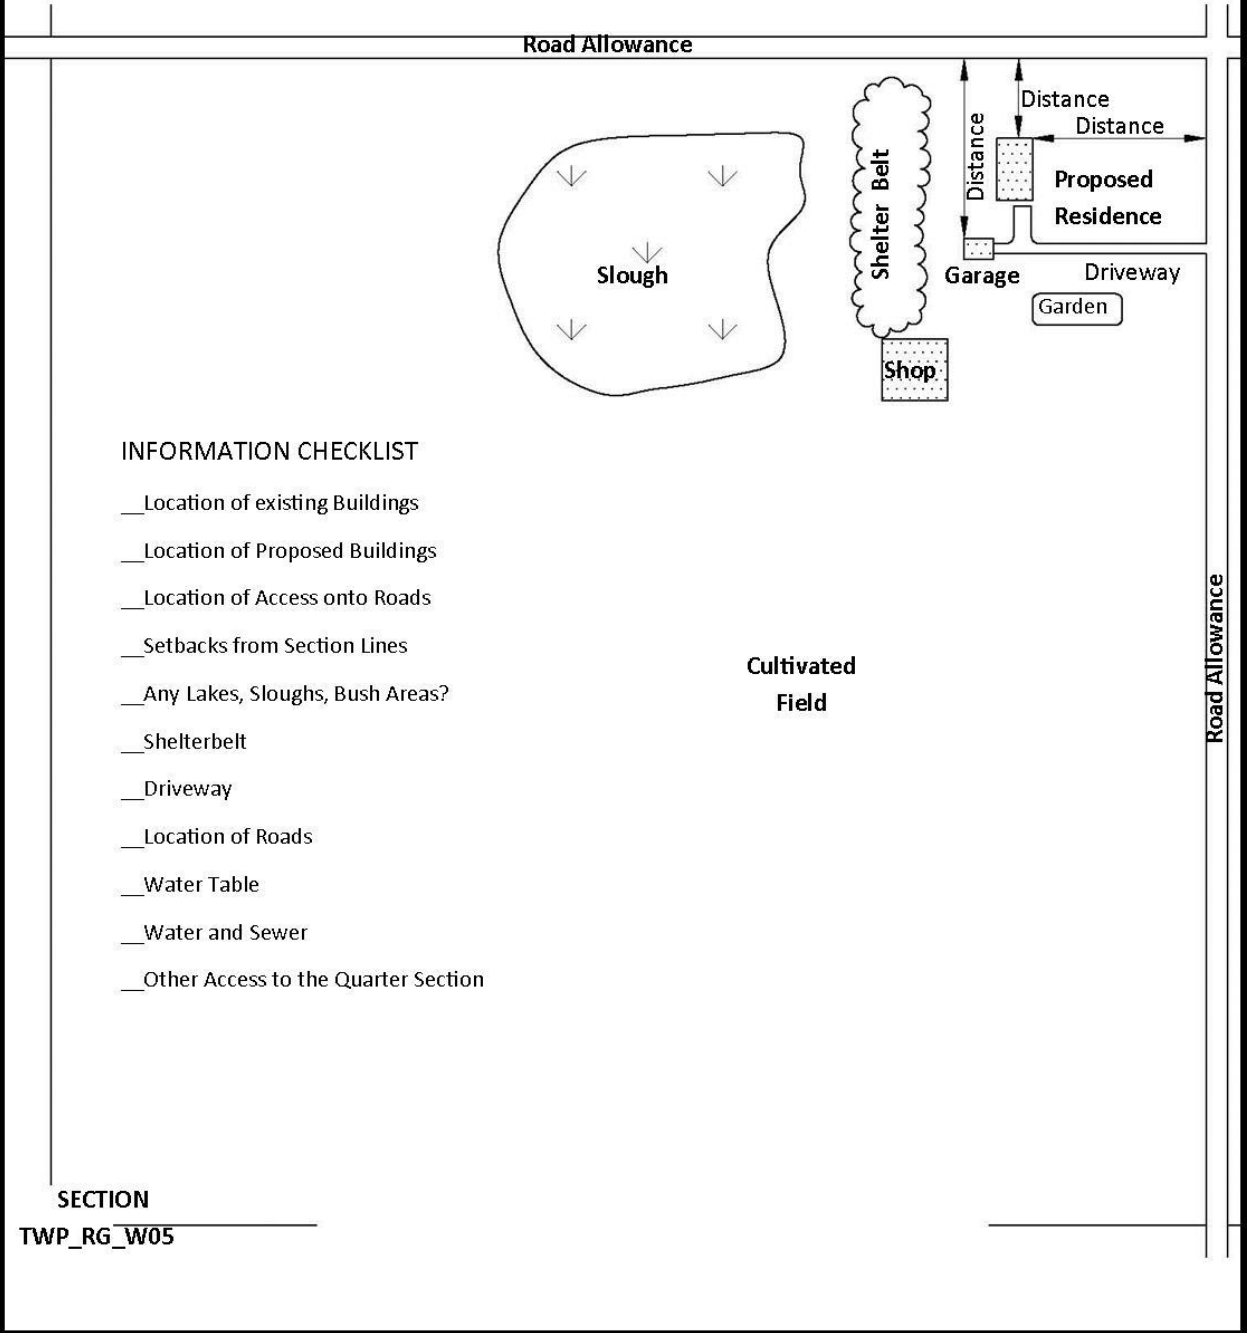 Road Allowance
Distance
Distance
Distance
Shelter Belt
Proposed
Residence
Slough
Garage
Driveway
Garden
Shop
INFORMATION CHECKLIST
__Location of existing Buildings
__Location of Proposed Buildings
__Location of Access onto Roads
__Setbacks from Section Lines
__Any Lakes, Sloughs, Bush Areas?
__Shelterbelt
__Driveway
__Location of Roads
__Water Table
__Water and Sewer
__Other Access to the Quarter Section
Cultivated
Field
Road Allowance
SECTION
TWP_RG_W05